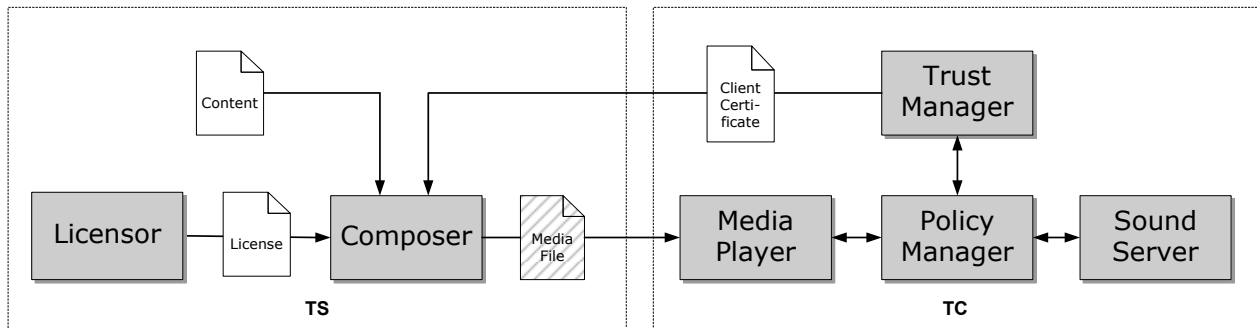 Content
Client
Certi-
ficate
Trust
Manager
Licensor
License
Composer
Media
File
Media
Player
Policy
Manager
Sound
Server
TS
TC